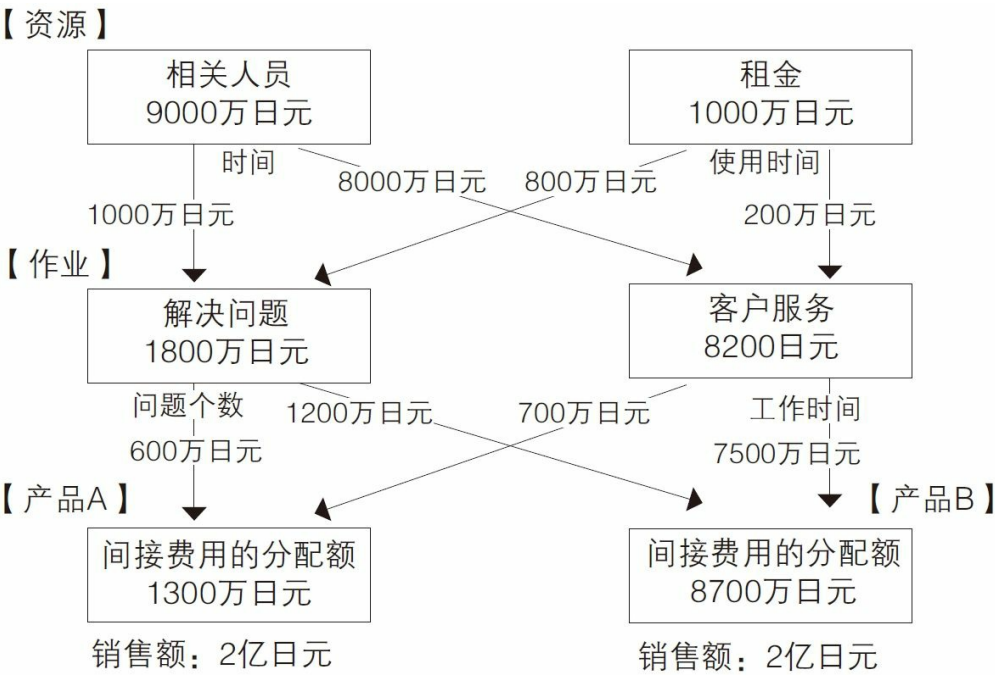 【资源】
相关人员
9000万日元
租金
1000万日元
时间
使用时间
8000万日元
800万日元
1000万日元
200万日元
【作业】
解决问题
1800万日元
客户服务
8200日元
问题个数
工作时间
1200万日元
700万日元
600万日元
7500万日元
【产品A】
【产品B】
间接费用的分配额
1300万日元
间接费用的分配额
8700万日元
销售额：2亿日元
销售额：2亿日元